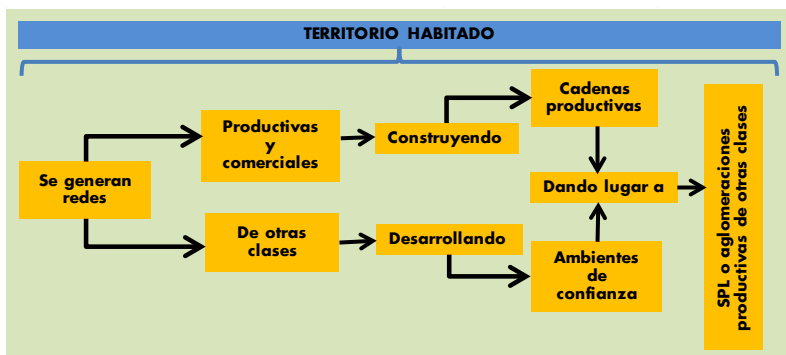 TERRITORIO HABITADO
Se generan
redes
Productivas
y
comerciales
Construyendo
Cadenas
productivas
De otras
clases
Desarrollando
Ambientes
de
confianza
Dando lugar a
SPL o aglomeraciones
productivas de otras clases